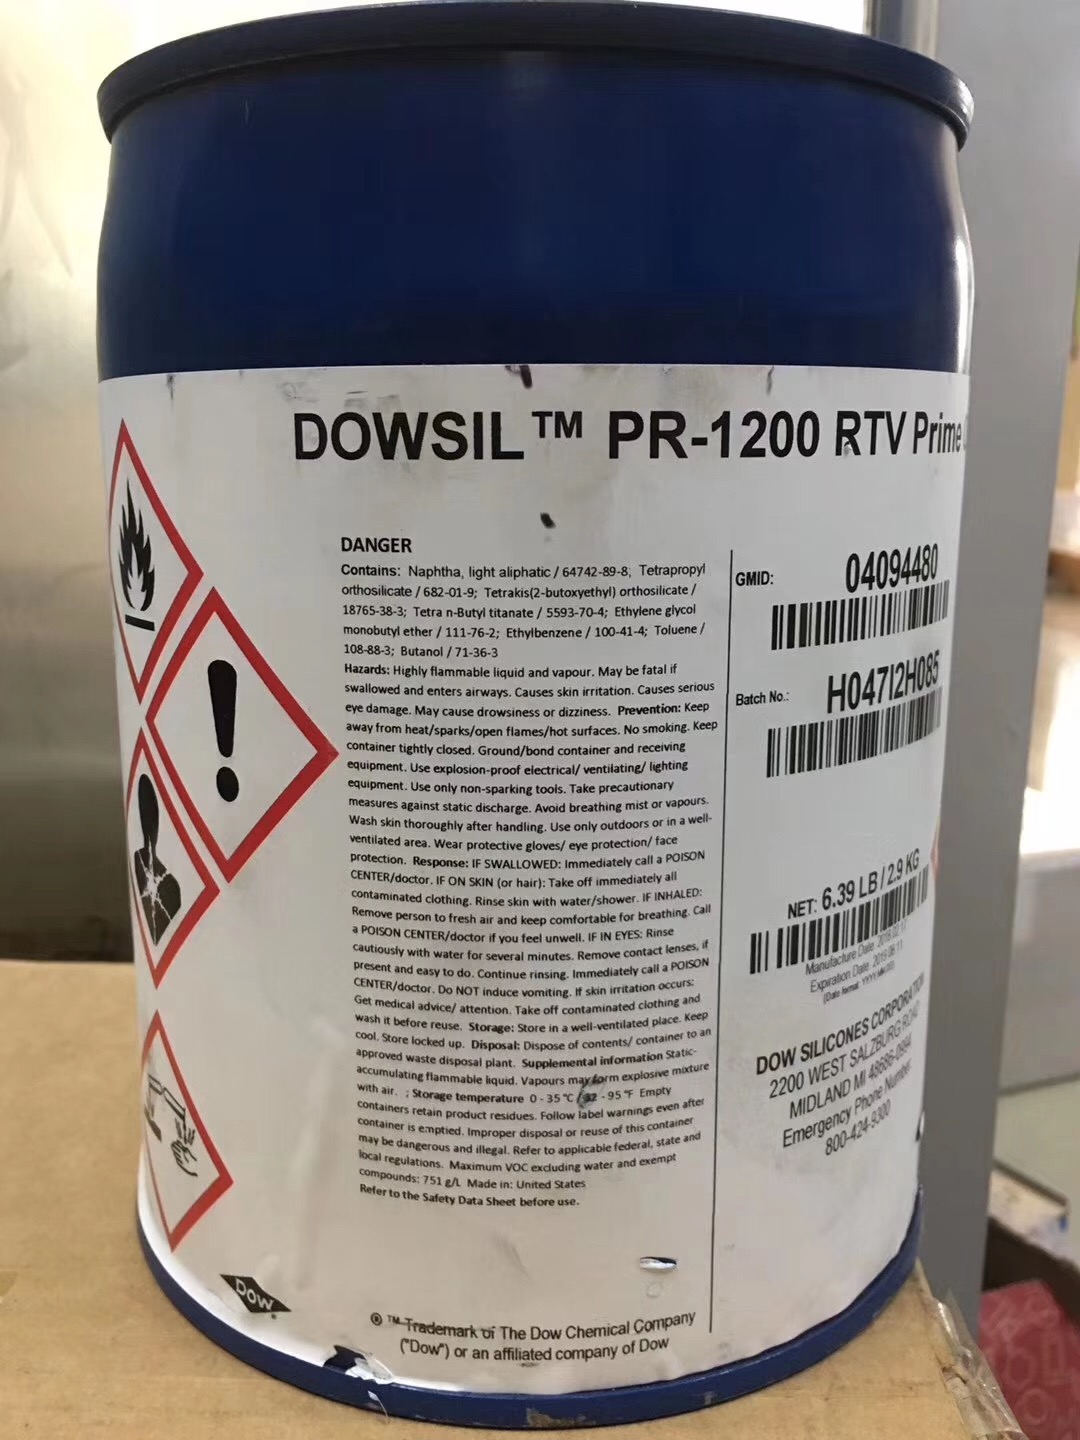 DOWSIL™ PR-1200 RTV Prime
DANGER
Contains: Naphtha, light aliphatic / 64742-89-8; Tetrapropyl
orthosilicate / 682-01-9; Tetrakis(2-butoxyethyl) orthosilicate /
18765-38-3; Tetra n-Butyl titanate / 5593-70-4; Ethylene glycol
monobutyl ether / 111-76-2; Ethylbenzene / 100-41-4; Toluene /
108-88-3; Butanol / 71-36-3
Hazards: Highly flammable liquid and vapour. May be fatal if
swallowed and enters airways. Causes skin irritation. Causes serious
eye damage. May cause drowsiness or dizziness. Prevention: Keep
away from heat/sparks/open flames/hot surfaces. No smoking. Keep
container tightly closed. Ground/bond container and receiving
equipment. Use explosion-proof electrical/ ventilating/ lighting
equipment. Use only non-sparking tools. Take precautionary
measures against static discharge. Avoid breathing mist or vapours.
Wash skin thoroughly after handling. Use only outdoors or in a well-
ventilated area. Wear protective gloves/ eye protection/ face
protection. Response: IF SWALLOWED: Immediately call a POISON
CENTER/doctor. IF ON SKIN (or hair): Take off immediately all
contaminated clothing. Rinse skin with water/shower. IF INHALED:
Remove person to fresh air and keep comfortable for breathing. Call
a POISON CENTER/doctor if you feel unwell. IF IN EYES: Rinse
cautiously with water for several minutes. Remove contact lenses, if
present and easy to do. Continue rinsing. Immediately call a POISON
CENTER/doctor. Do NOT induce vomiting. If skin irritation occurs:
Get medical advice/ attention. Take off contaminated clothing and
wash it before reuse. Storage: Store in a well-ventilated place. Keep
cool. Store locked up. Disposal: Dispose of contents/ container to an
approved waste disposal plant. Supplemental information Static-
accumulating flammable liquid. Vapours may form explosive mixture
with air. ; Storage temperature 0 - 35 °C / 32 - 95 °F Empty
containers retain product residues. Follow label warnings even after
container is emptied. Improper disposal or reuse of this container
may be dangerous and illegal. Refer to applicable federal, state and
local regulations. Maximum VOC excluding water and exempt
compounds: 751 g/L Made in: United States
Refer to the Safety Data Sheet before use.
GMID: 04094480
Batch No.: H047I2H085
NET: 6.39 LB / 2.9 KG
Manufacture Date
Expiration Date
DOW SILICONES CORPORATION
2200 WEST SALZBURG ROAD
MIDLAND MI 48686-0994
Emergency Phone Number
800-424-9300
DOW
® ™ Trademark of The Dow Chemical Company
("Dow") or an affiliated company of Dow